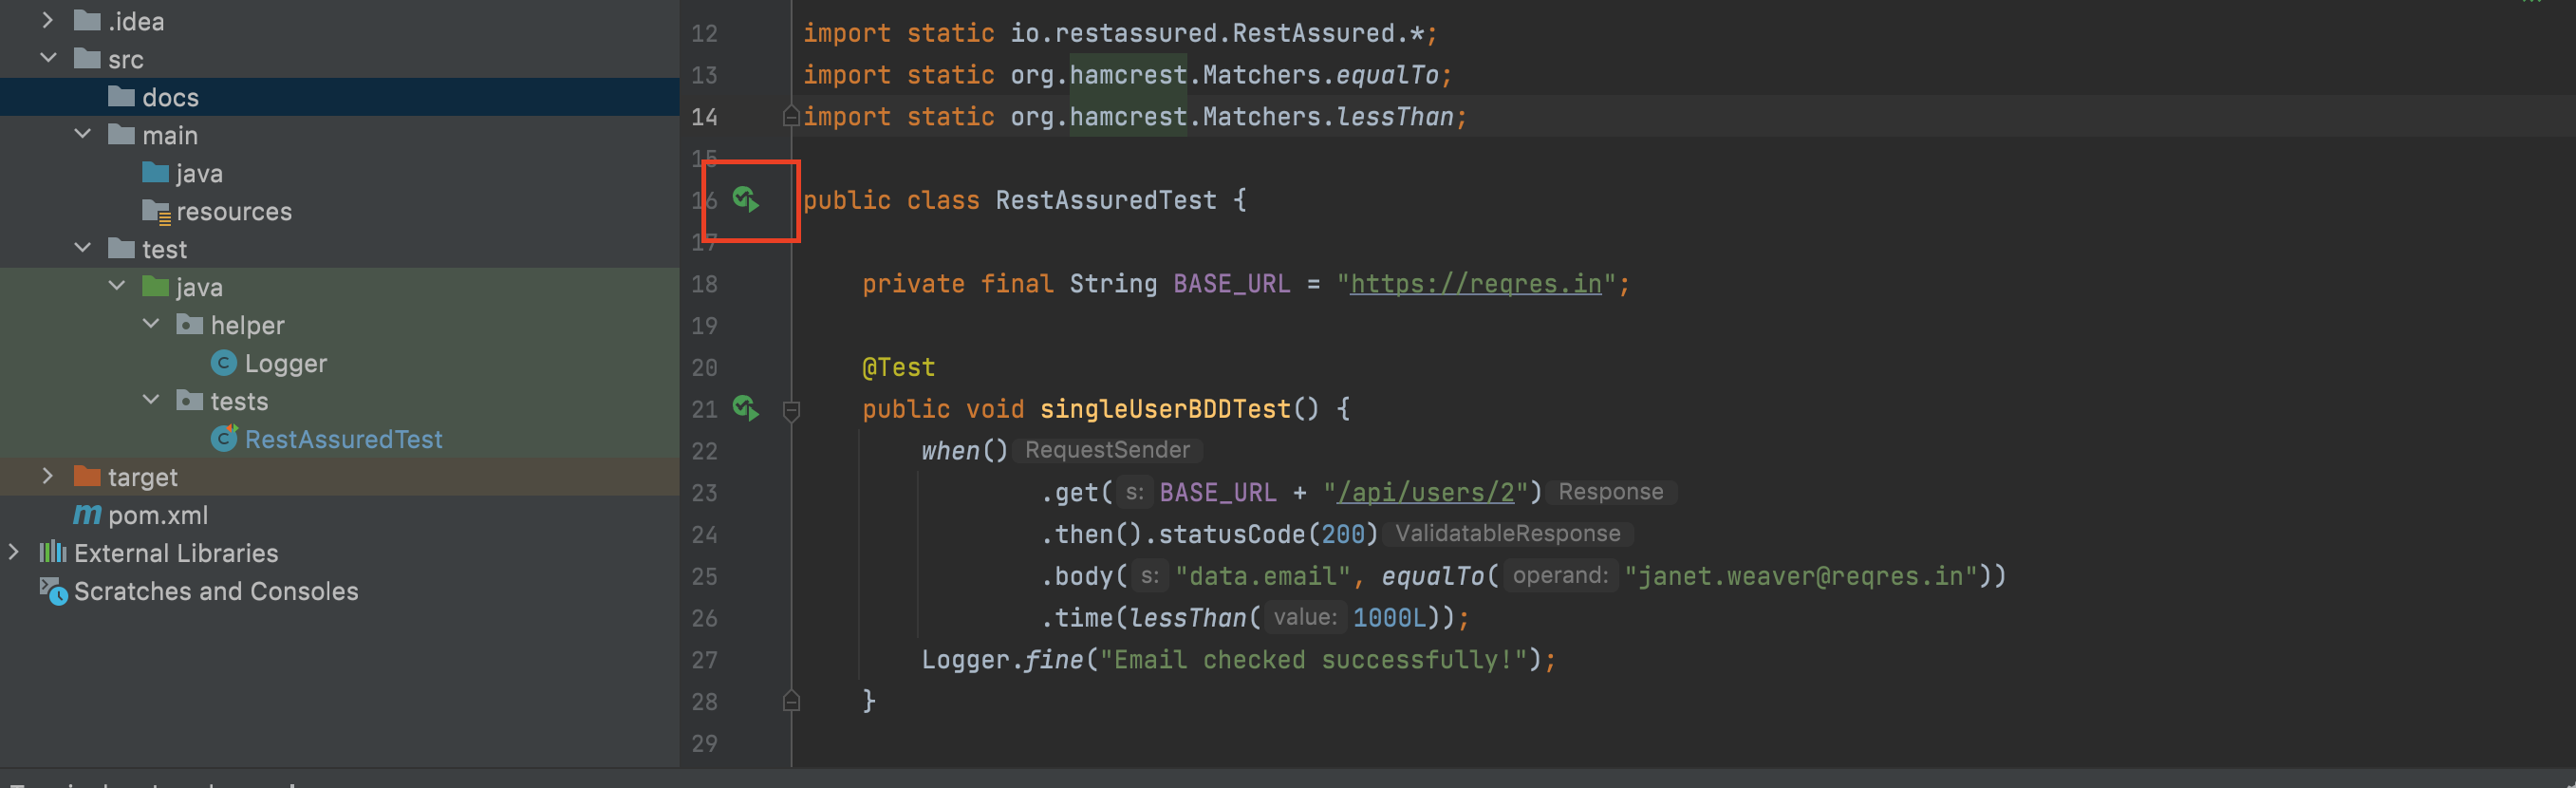 .idea
src
docs
main
java
resources
test
java
helper
Logger
tests
RestAssuredTest
target
pom.xml
External Libraries
Scratches and Consoles
12 import static io.restassured.RestAssured.*;
13 import static org.hamcrest.Matchers.equalTo;
14 import static org.hamcrest.Matchers.lessThan;
15
16 public class RestAssuredTest {
17
18 private final String BASE_URL = "https://reqres.in";
19
20 @Test
21 public void singleUserBDDTest() {
22 when() RequestSender
23 .get( s: BASE_URL + "/api/users/2") Response
24 .then().statusCode(200) ValidatableResponse
25 .body( s: "data.email", equalTo( operand: "janet.weaver@reqres.in"))
26 .time(lessThan( value: 1000L));
27 Logger.fine("Email checked successfully!");
28 }
29